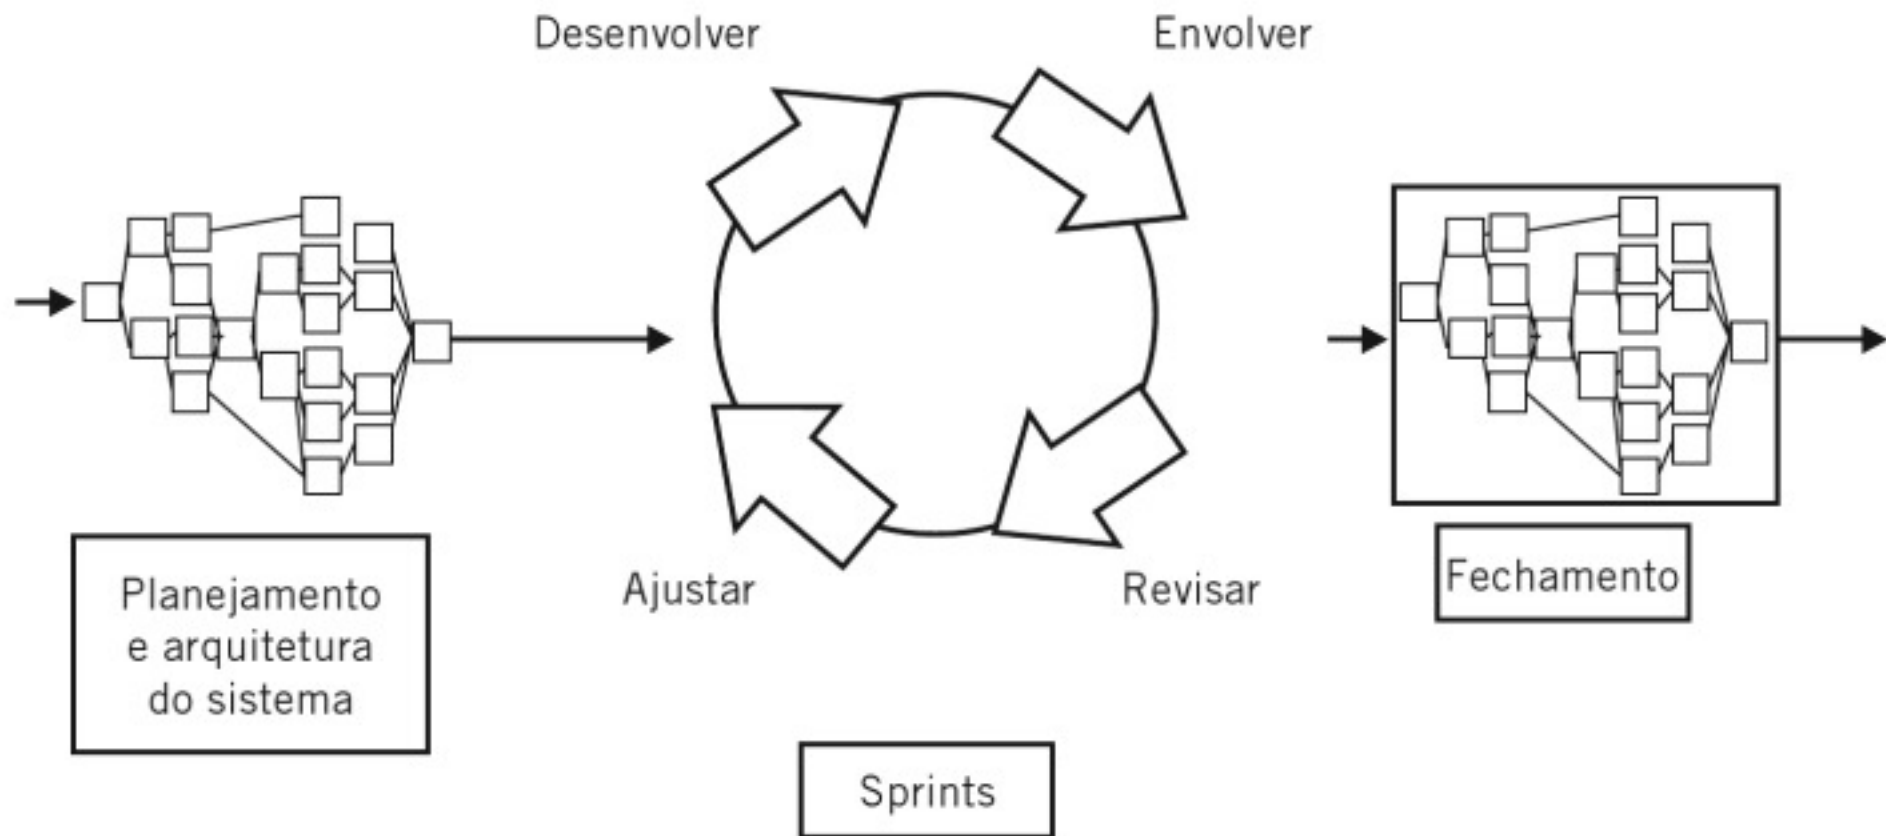 Desenvolver
Envolver
Ajustar
Revisar
Planejamento
e arquitetura
do sistema
Sprints
Fechamento